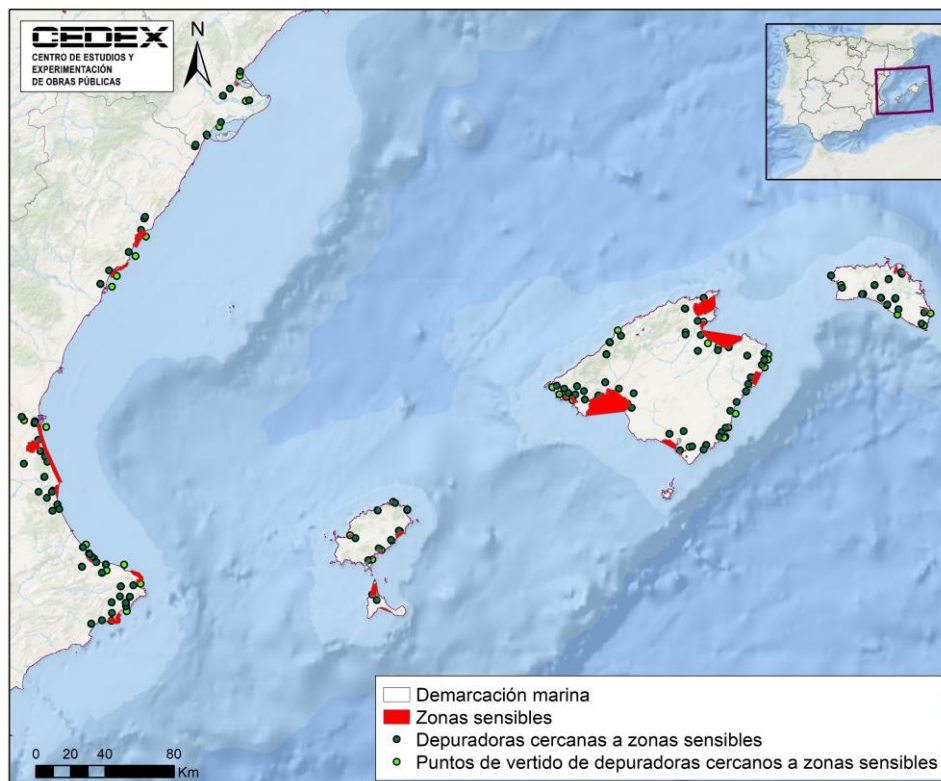 CEDEX
CENTRO DE ESTUDIOS Y
EXPERIMENTACIÓN
DE OBRAS PÚBLICAS
N
Demarcación marina
Zonas sensibles
Depuradoras cercanas a zonas sensibles
Puntos de vertido de depuradoras cercanos a zonas sensibles
0 20 40 80
Km